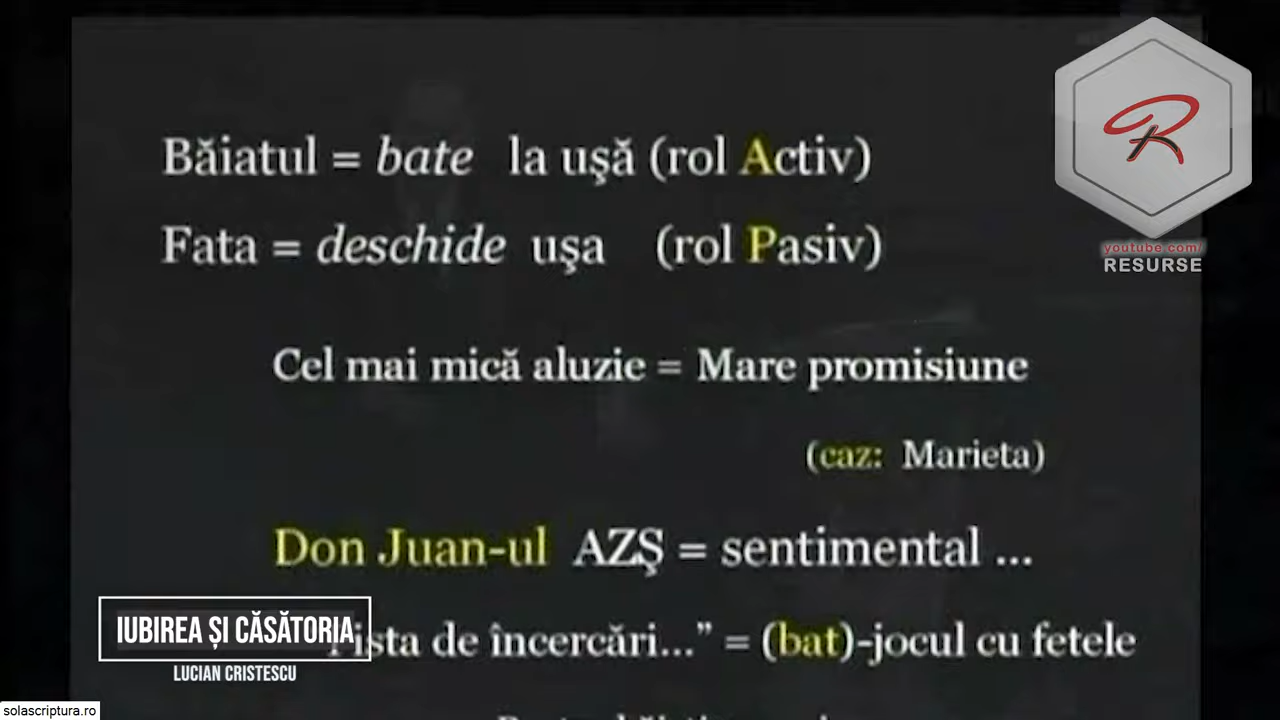 Băiatul = bate la uşă (rol Activ)
Fata = deschide uşa (rol Pasiv)
Cel mai mică aluzie = Mare promisiune
(caz: Marieta)
Don Juan-ul AZŞ = sentimental ...
de încercări...” = (bat)-jocul cu fetele
IUBIREA ȘI CĂSĂTORIA
LUCIAN CRISTESCU
solascriptura.ro
R
youtube.com/
RESURSE